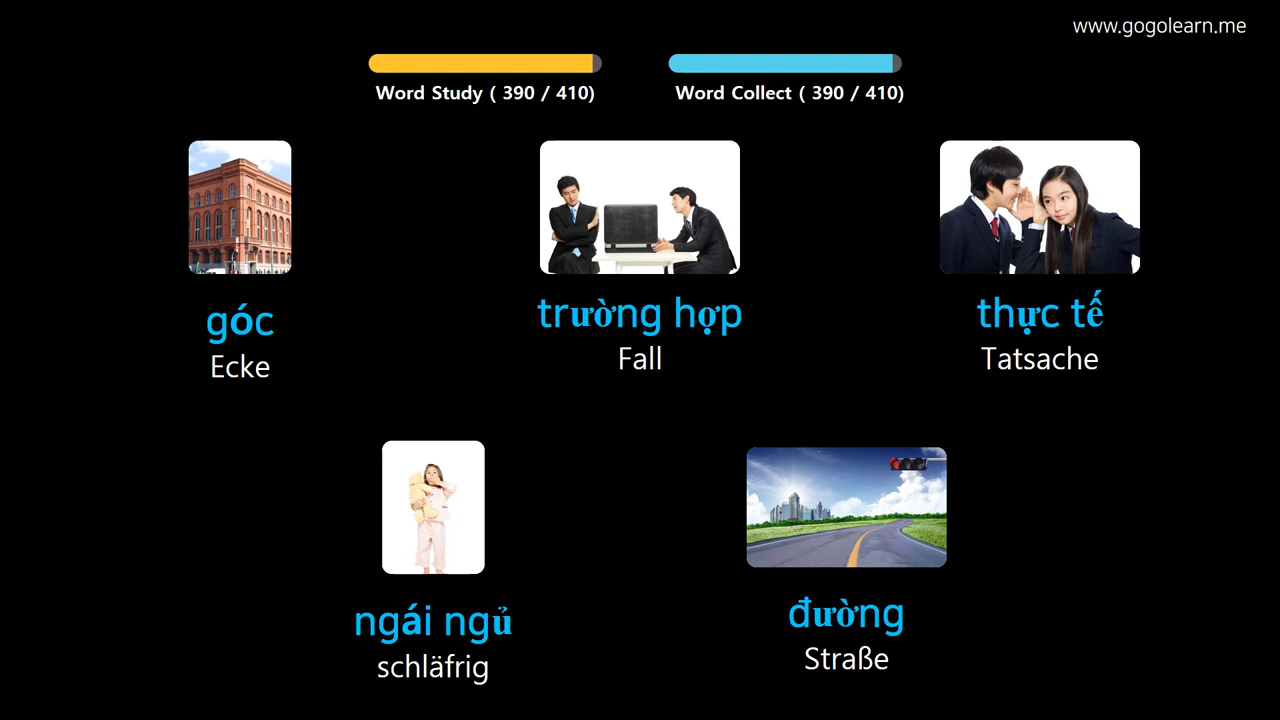 www.gogolearn.me
Word Study ( 390 / 410)
Word Collect ( 390 / 410)
góc
Ecke
trường hợp
Fall
thực tế
Tatsache
ngái ngủ
schläfrig
đường
Straße